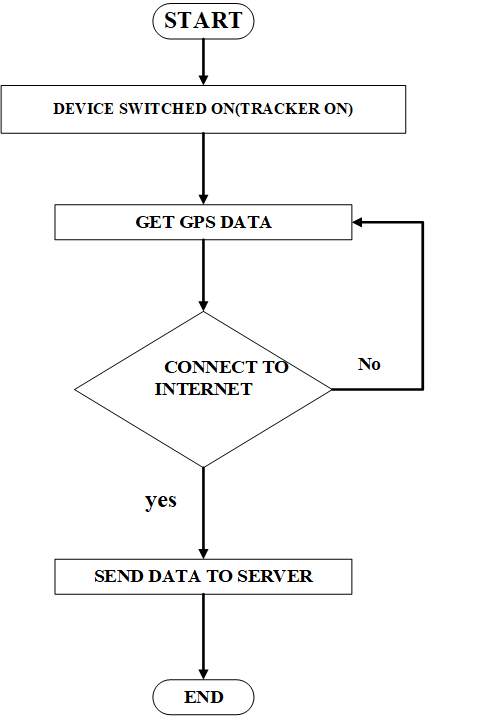 START
DEVICE SWITCHED ON(TRACKER ON)
GET GPS DATA
CONNECT TO
INTERNET
No
yes
SEND DATA TO SERVER
END